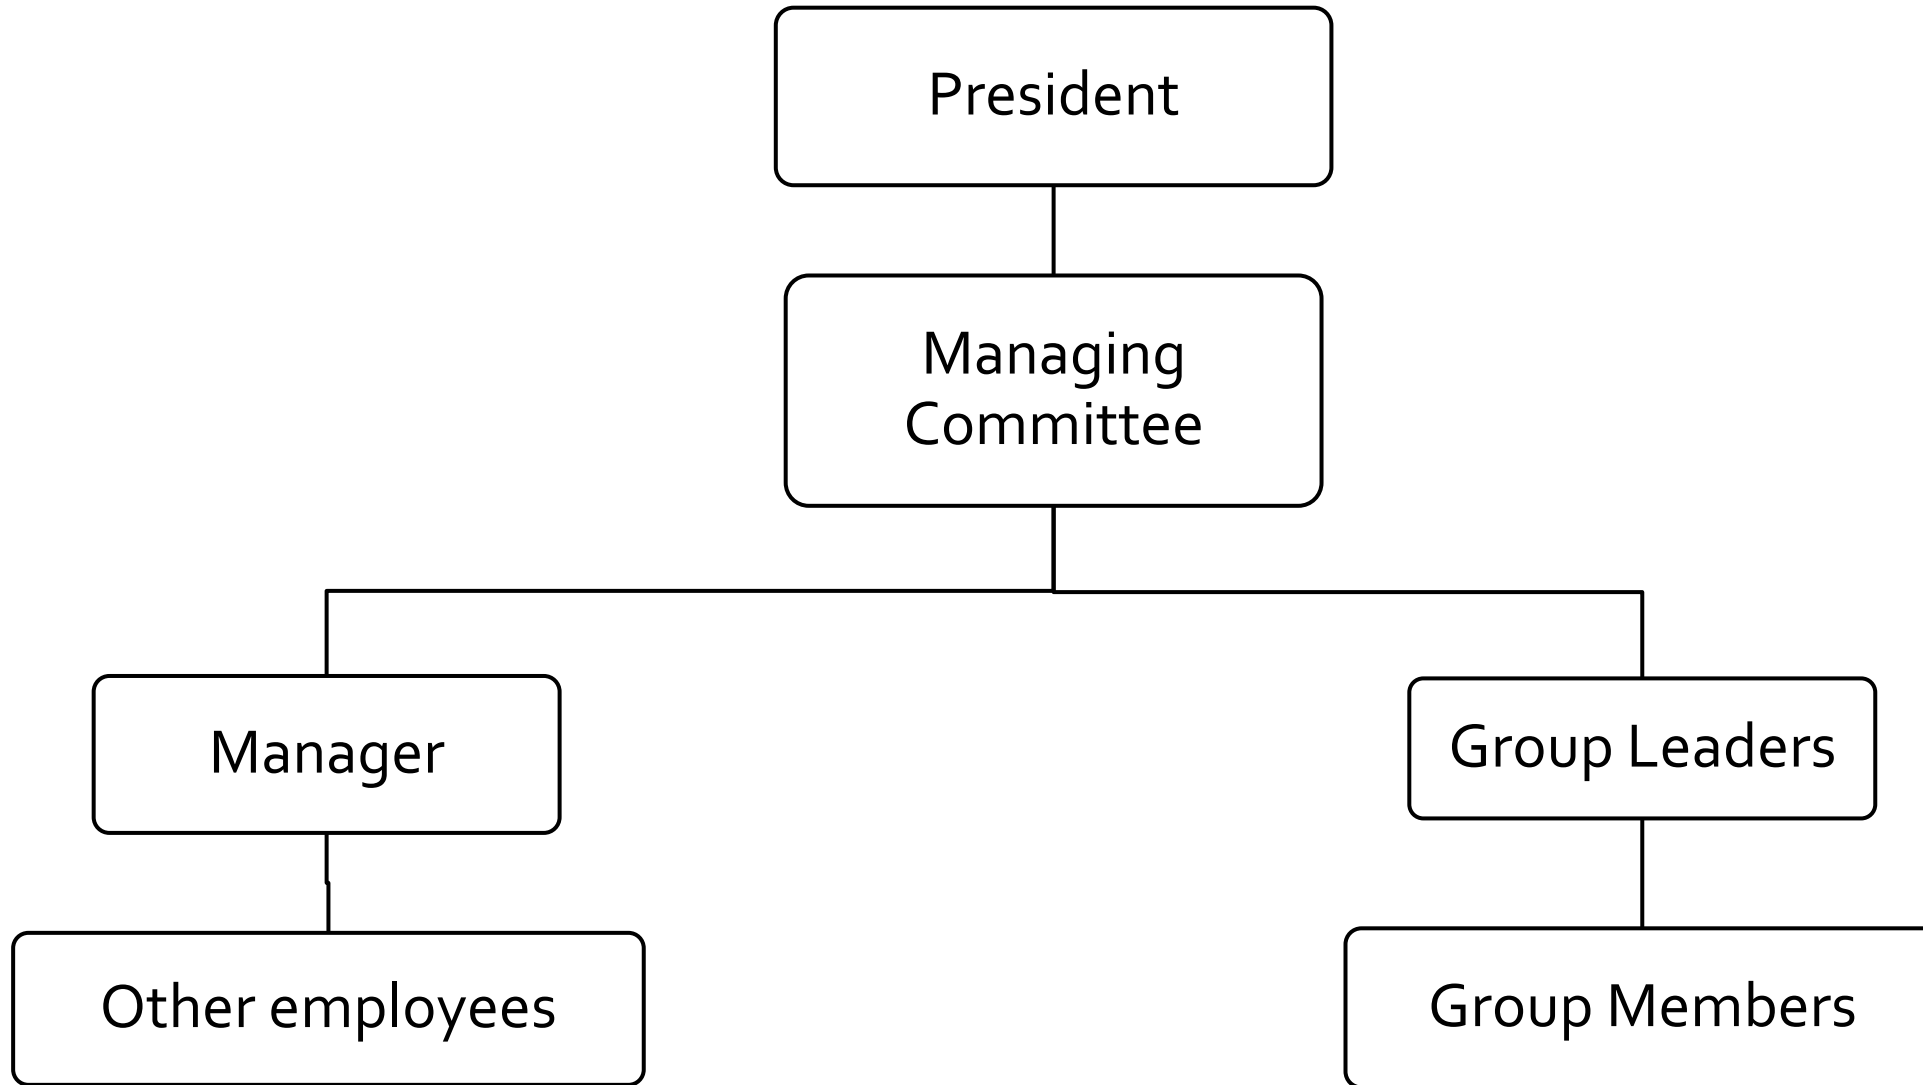 President
Managing
Committee
Manager
Group Leaders
Other employees
Group Members